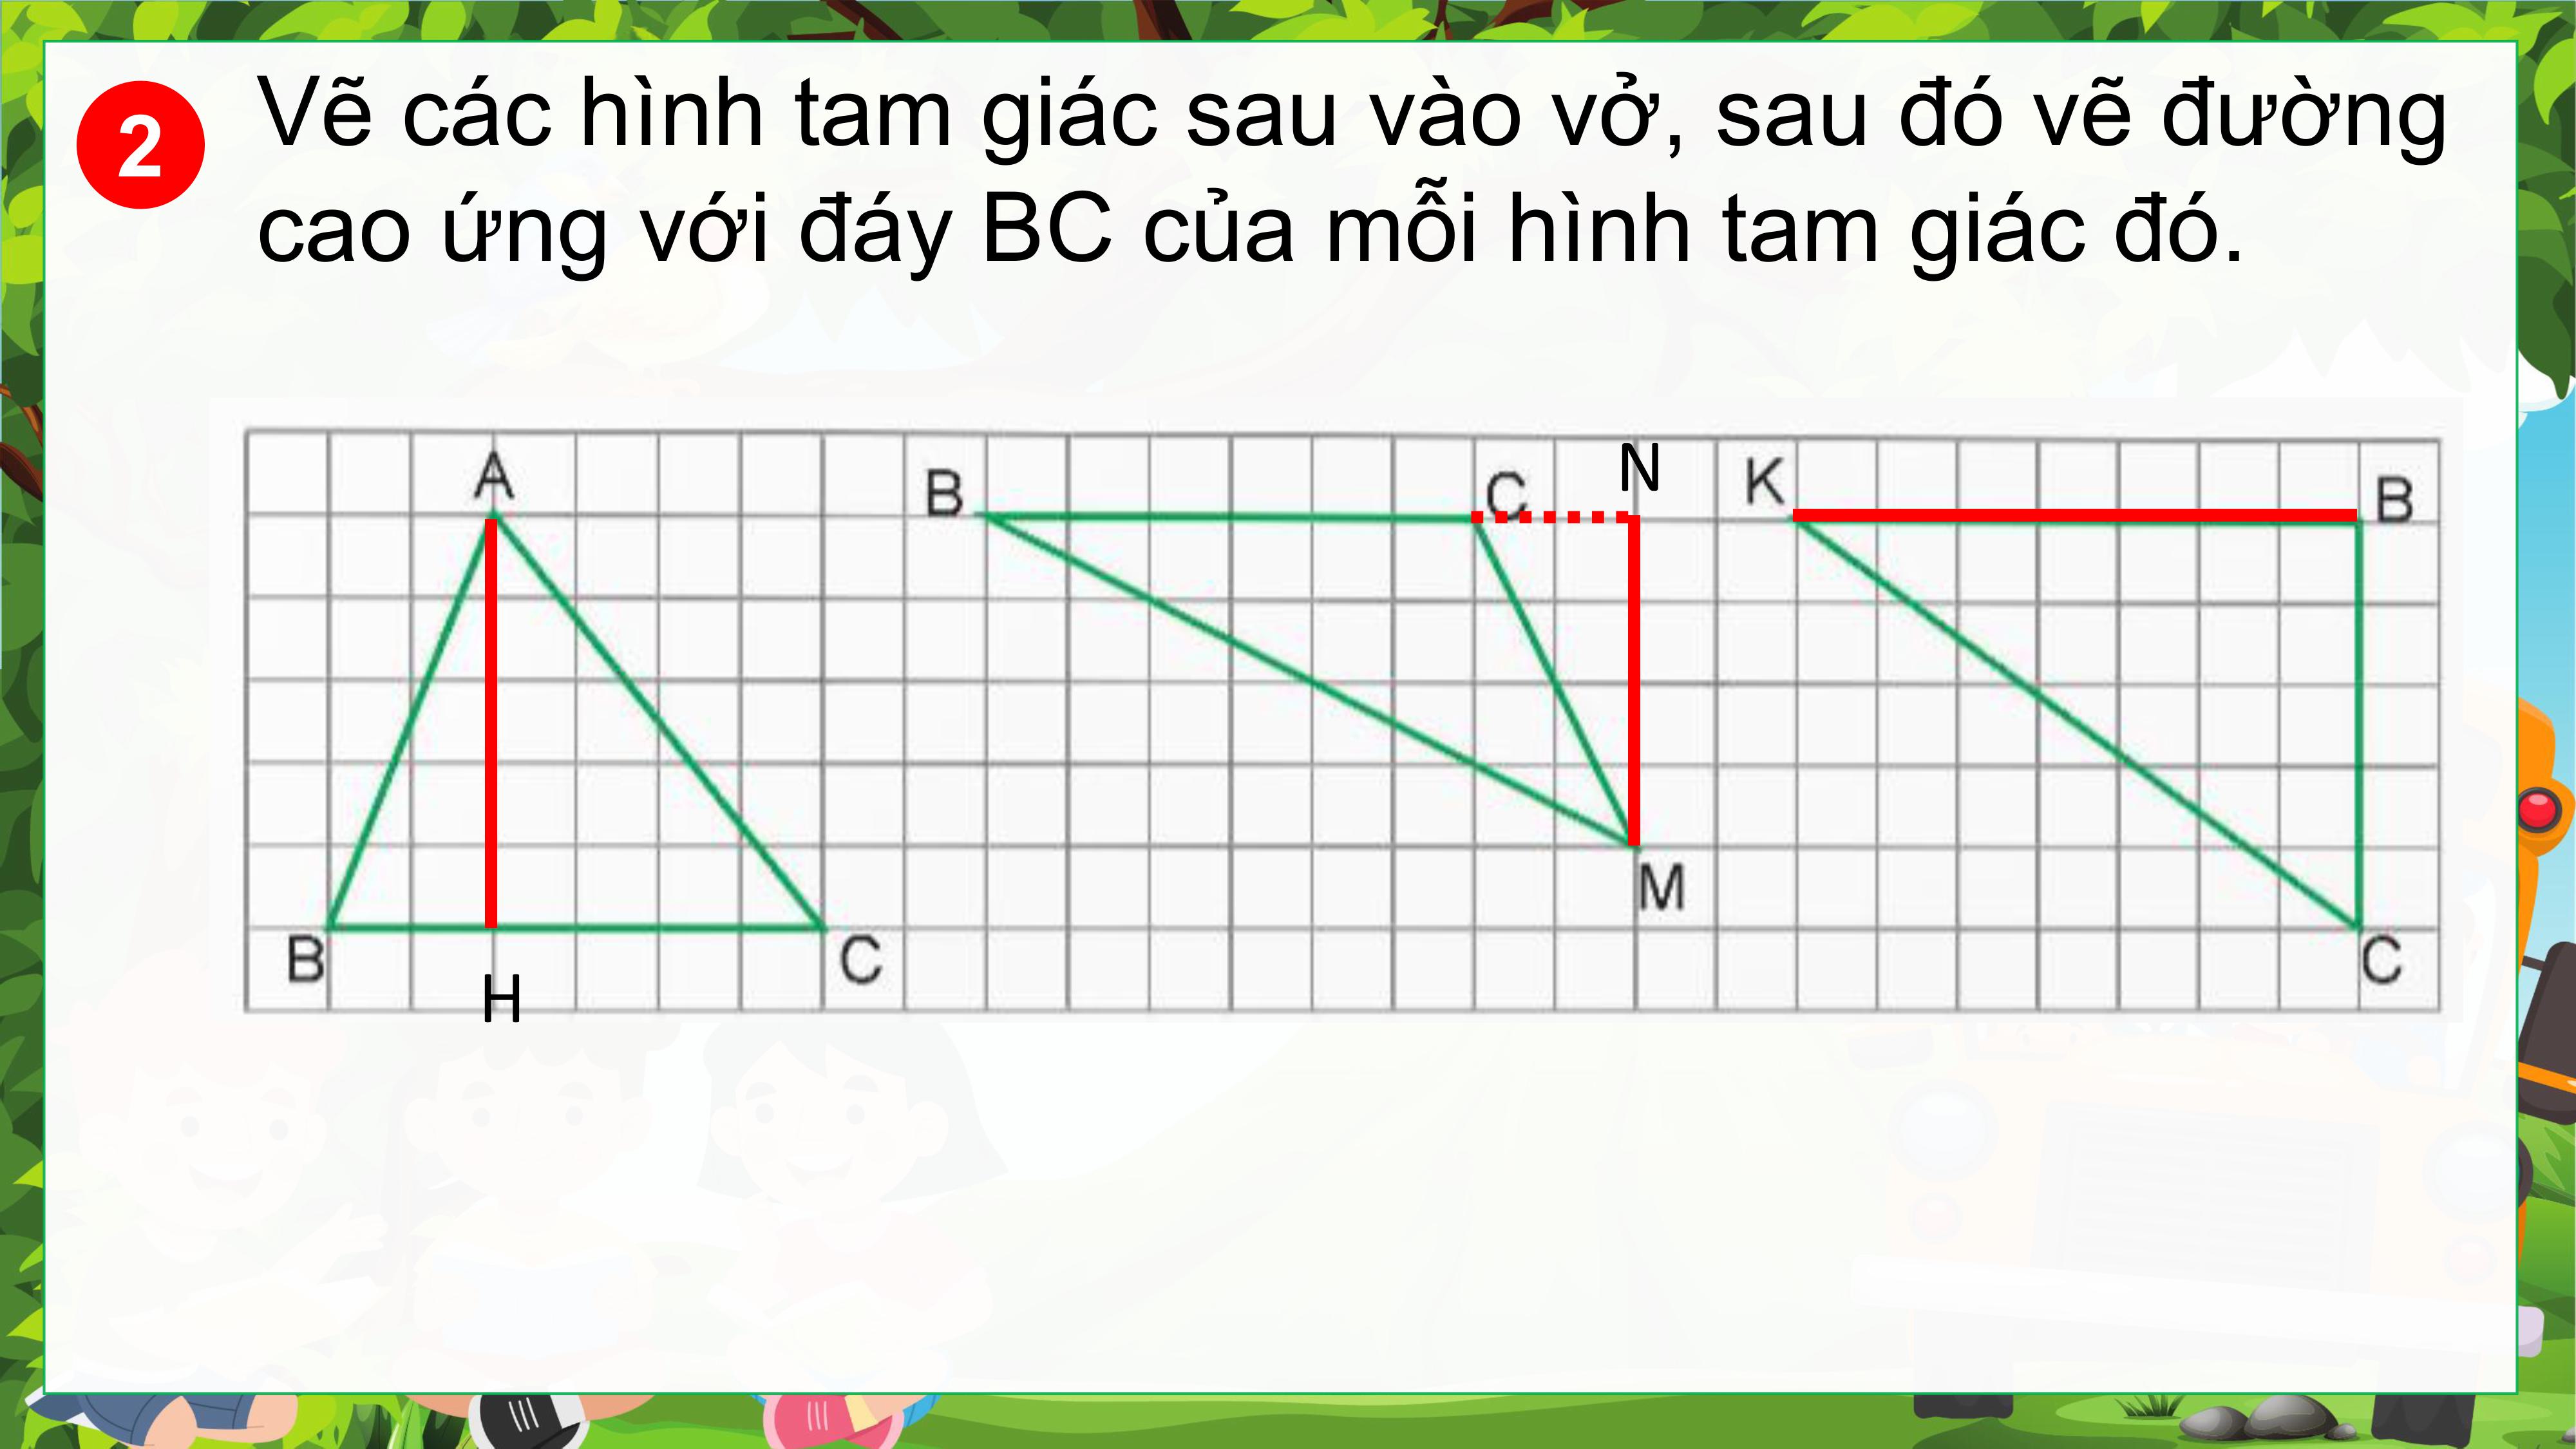 2
Vẽ các hình tam giác sau vào vở, sau đó vẽ đường
cao ứng với đáy BC của mỗi hình tam giác đó.
A
B
C
H
B
C
N
M
K
B
C